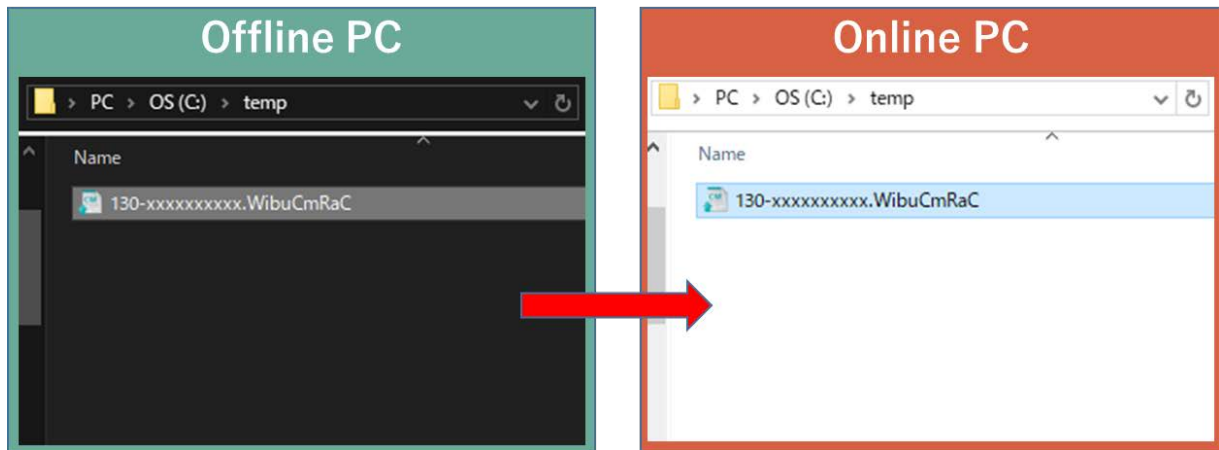 Offline PC
PC > OS (C:) > temp
Name
130-xxxxxxxxxx.WibuCmRaC
Online PC
PC > OS (C:) > temp
Name
130-xxxxxxxxxx.WibuCmRaC